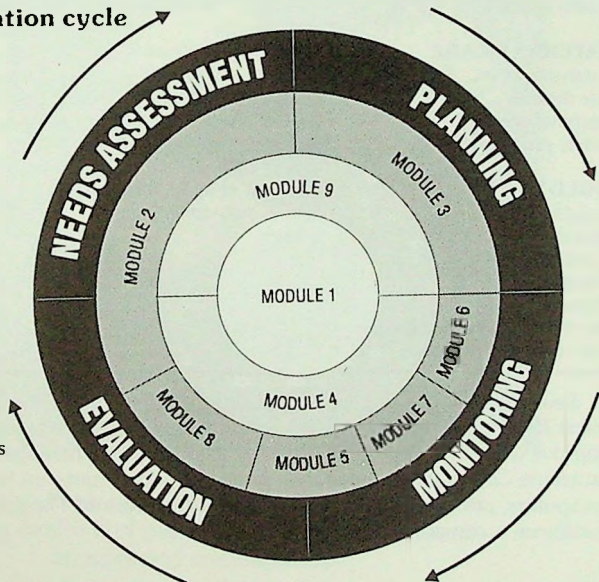 ation cycle
NEEDS ASSESSMENT
PLANNING
MODULE 2
MODULE 9
MODULE 3
MODULE 1
MODULE 6
MODULE 4
MODULE 7
MODULE 8
MODULE 5
EVALUATION
MONITORING
s